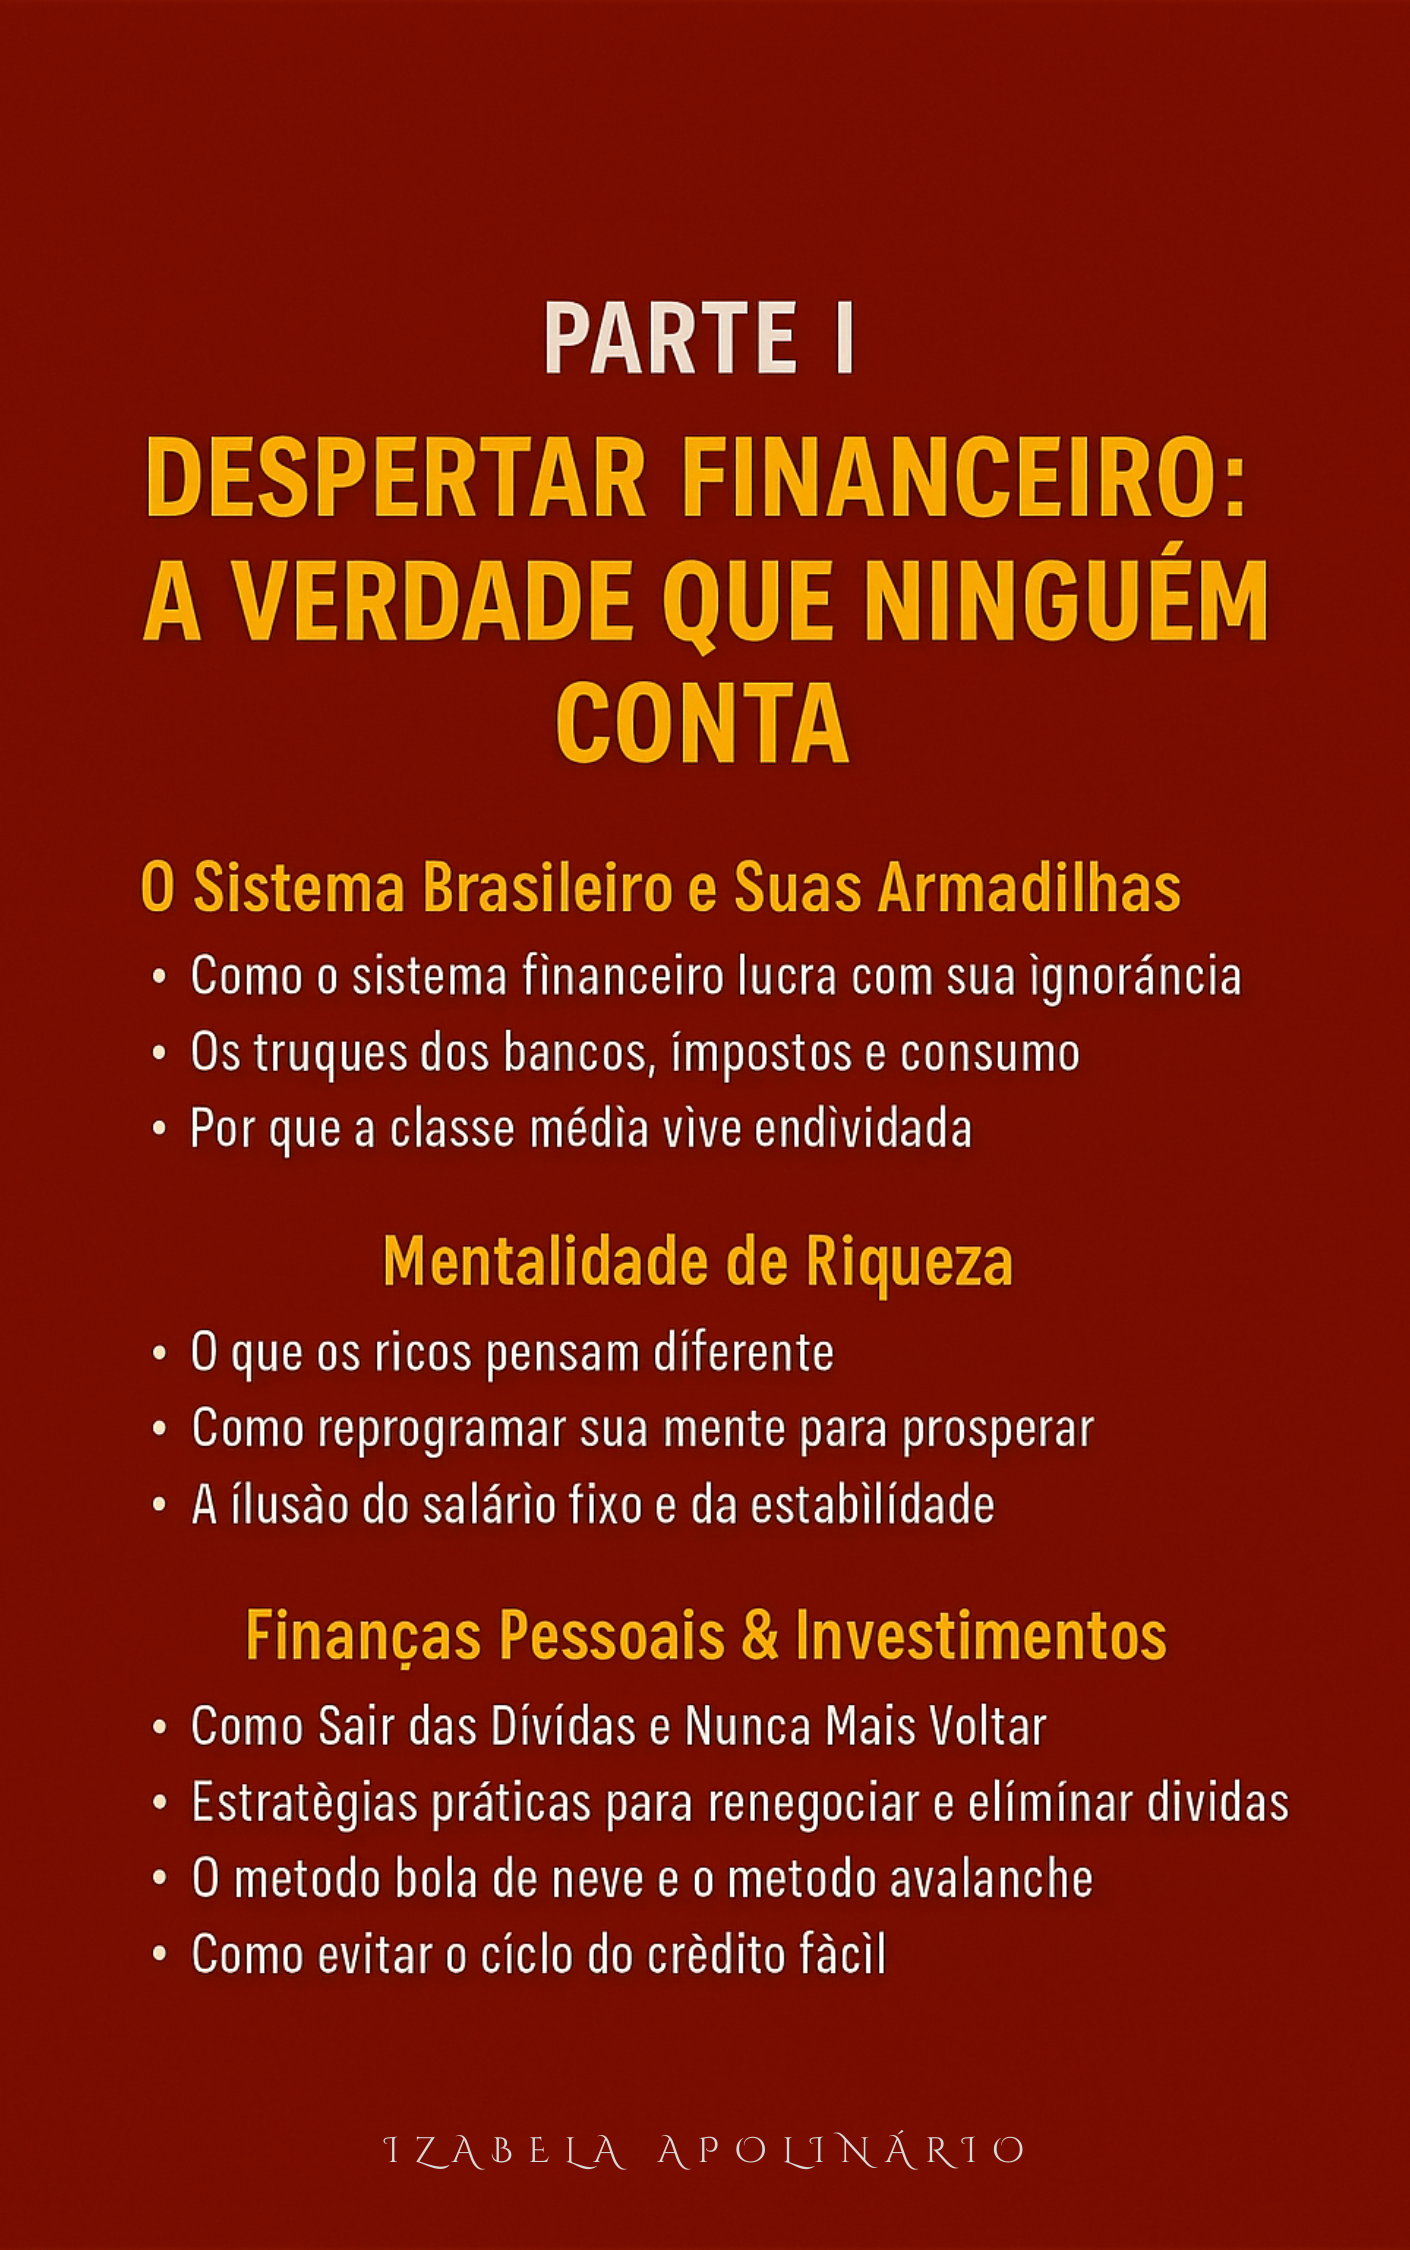 PARTE I
DESPERTAR FINANCEIRO:
A VERDADE QUE NINGUÉM
CONTA
O Sistema Brasileiro e Suas Armadilhas
• Como o sistema fìnanceiro lucra com sua ìgnoráncia
• Os truques dos bancos, ímpostos e consumo
• Por que a classe médìa vìve endìvidada
Mentalidade de Riqueza
• O que os ricos pensam díferente
• Como reprogramar sua mente para prosperar
• A ílusào do salárìo fixo e da estabìlídade
Finanças Pessoais & Investimentos
• Como Sair das Dívídas e Nunca Mais Voltar
• Estratègias práticas para renegociar e elímínar dividas
• O metodo bola de neve e o metodo avalanche
• Como evitar o cíclo do crèdito fàcìl
IZABELA APOLINÁRIO